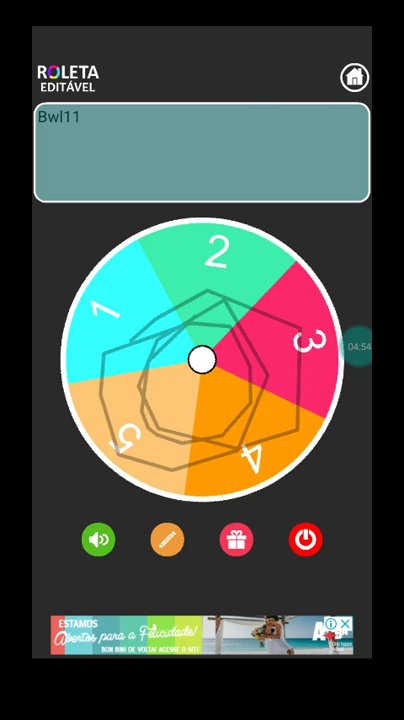 ROLETA
EDITÁVEL
Bwl11
2
1
3
04:54
5
4
ESTAMOS
Abertos para a Felicidade!
BON BINI DE VOLTA! ACESSE O SITE